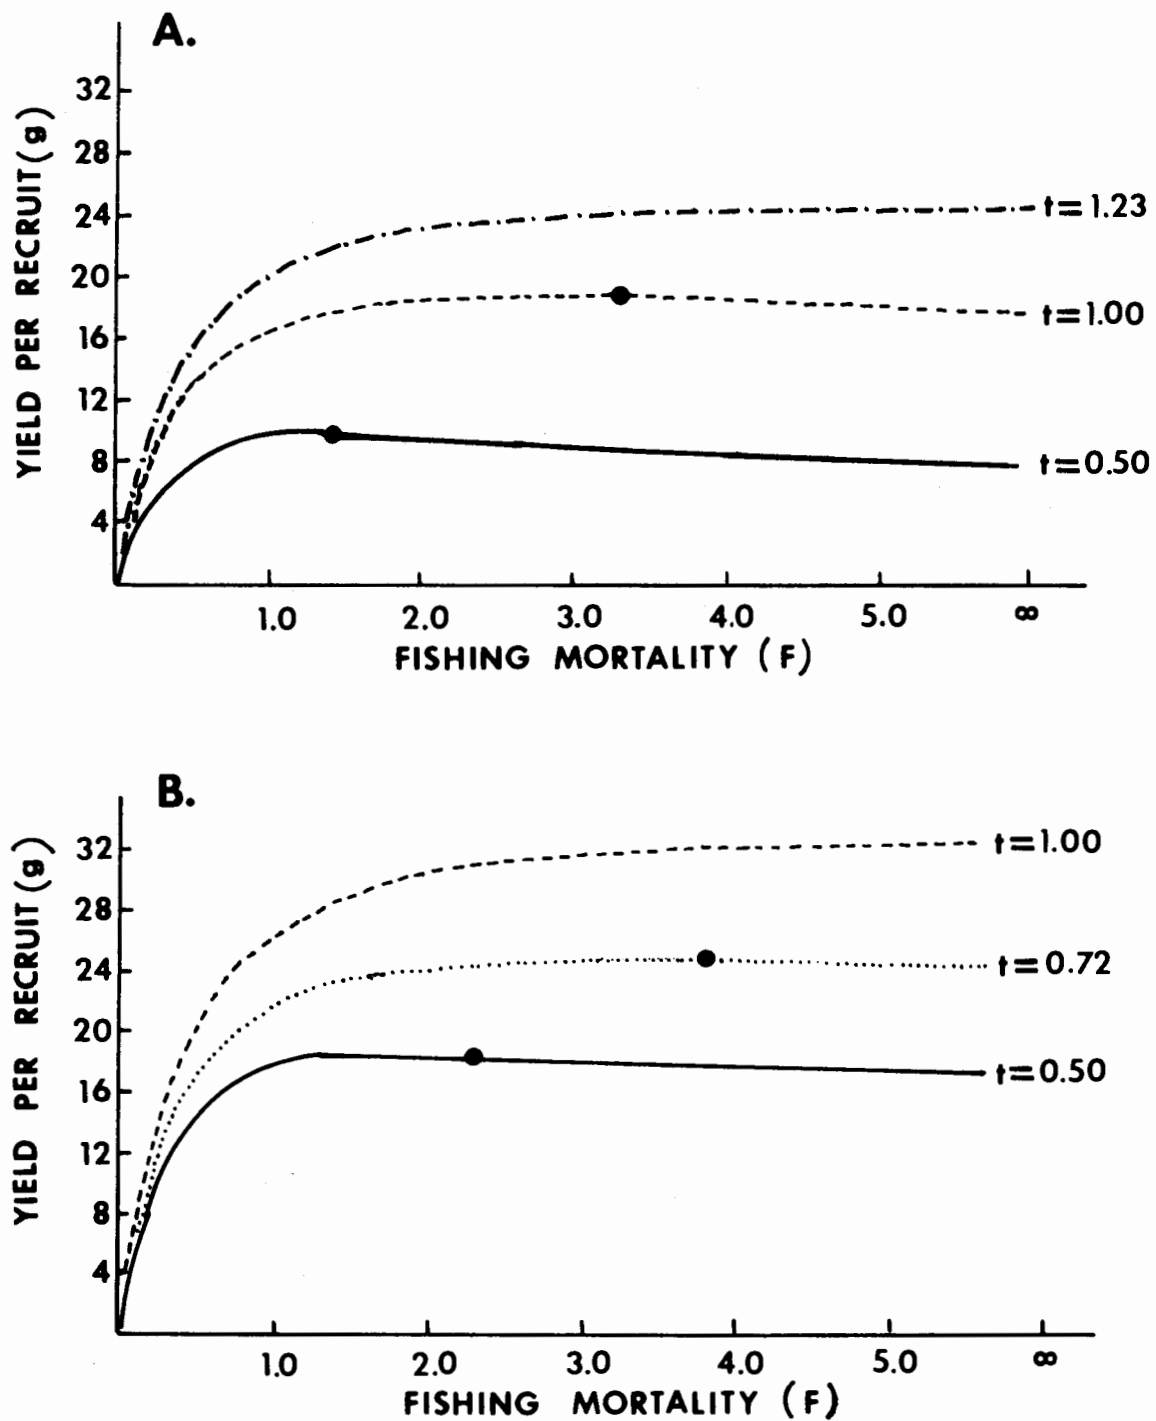 A.
YIELD PER RECRUIT (g)
32
28
24
20
16
12
8
4
t=1.23
t=1.00
t=0.50
1.0 2.0 3.0 4.0 5.0 ∞
FISHING MORTALITY (F)
B.
YIELD PER RECRUIT (g)
32
28
24
20
16
12
8
4
t=1.00
t=0.72
t=0.50
1.0 2.0 3.0 4.0 5.0 ∞
FISHING MORTALITY (F)